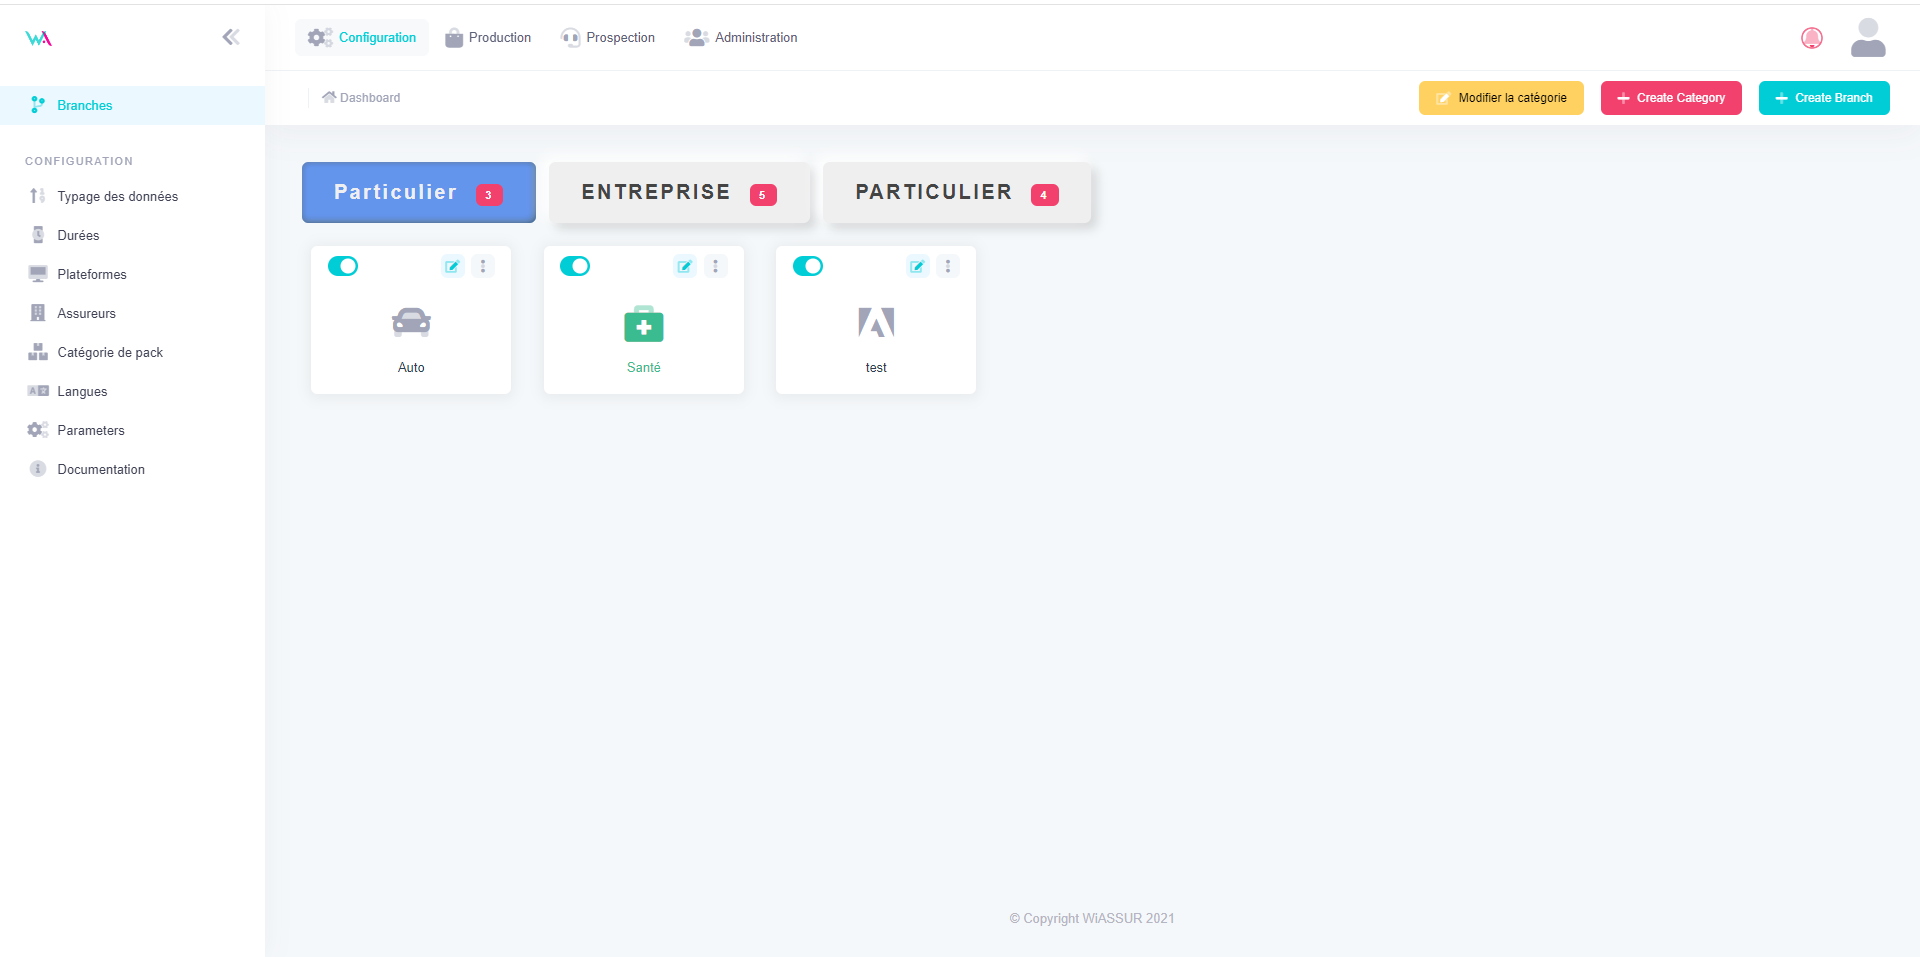 WA
Configuration
Production
Prospection
Administration
Branches
Dashboard
Modifier la catégorie
Create Category
Create Branch
CONFIGURATION
Typage des données
Durées
Plateformes
Assureurs
Catégorie de pack
Langues
Parameters
Documentation
Particulier 3
ENTREPRISE 5
PARTICULIER 4
Auto
Santé
test
© Copyright WiASSUR 2021